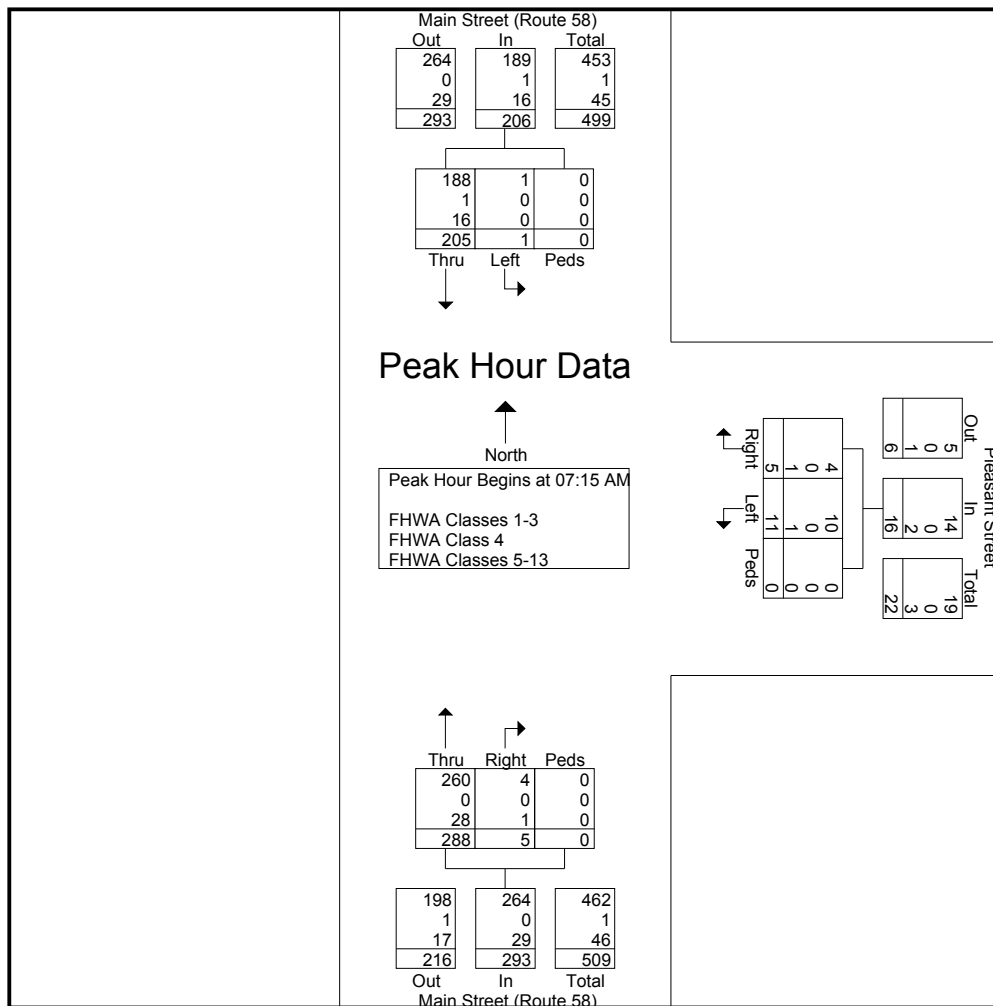 Main Street (Route 58)
Out In Total
264 189 453
0 1 1
29 16 45
293 206 499
188 1 0
1 0 0
16 0 0
205 1 0
Thru Left Peds
Peak Hour Data
North
Peak Hour Begins at 07:15 AM
FHWA Classes 1-3
FHWA Class 4
FHWA Classes 5-13
Pleasant Street
Out In Total
5 14 19
0 0 0
1 2 3
6 16 22
4 10 0
0 0 0
1 1 0
5 11 0
Right Left Peds
Thru Right Peds
260 4 0
0 0 0
28 1 0
288 5 0
198 264 462
1 0 1
17 29 46
216 293 509
Out In Total
Main Street (Route 58)